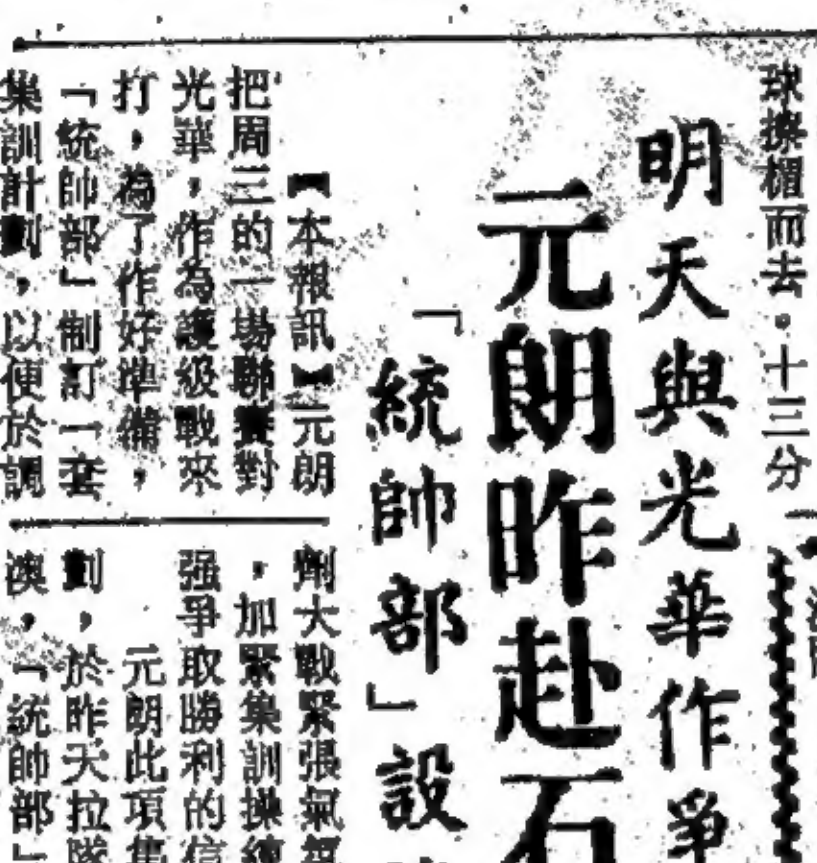 球㩒檔而去。十三分
明天與光華作爭
元朗昨赴石
「統帥部」設
【本報訊】元朗
把周三的一場聯賽對
光華,作為護級戰來
打,為了作好準備,
「統帥部」制訂一套
集訓計劃,以便於調
劑大戰緊張氣氛
,加緊集訓操練
强爭取勝利的信
元朗此項集
劃,於昨天拉隊
澳,「統帥部」